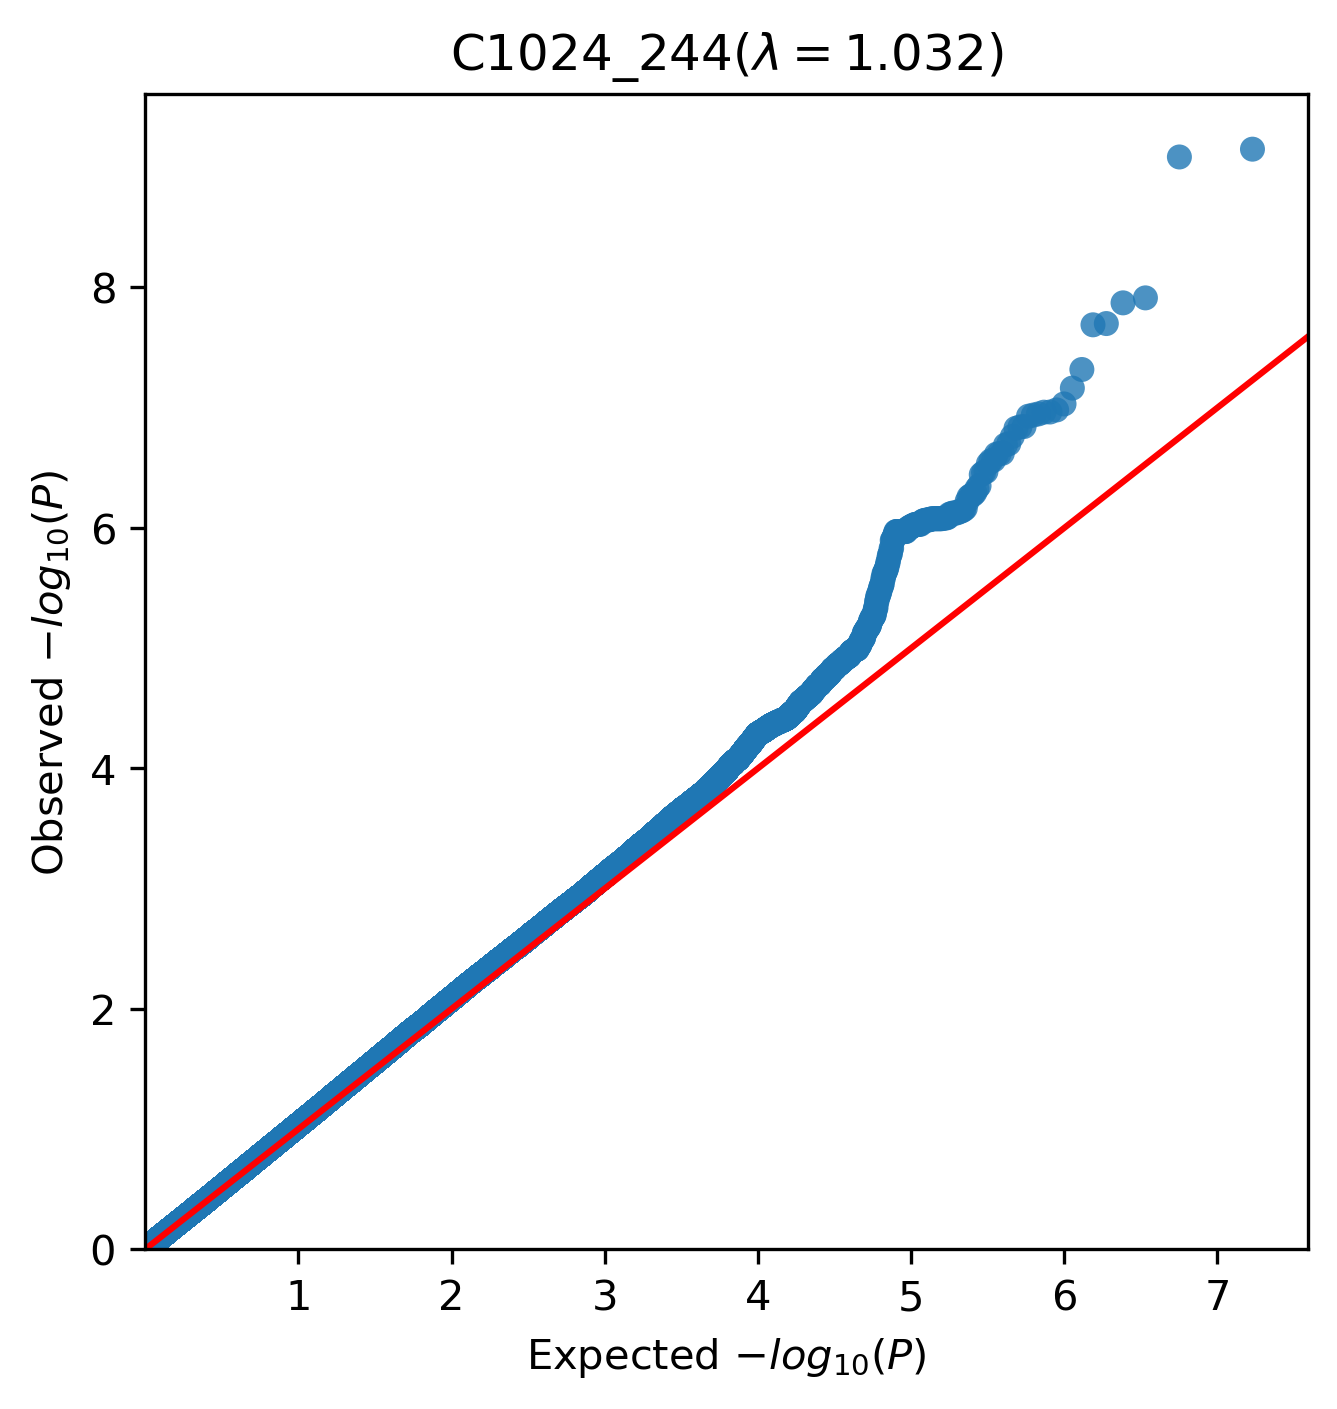 C1024_244(λ = 1.032)
Observed −log₁₀(P)
8
6
4
2
0
1 2 3 4 5 6 7
Expected −log₁₀(P)